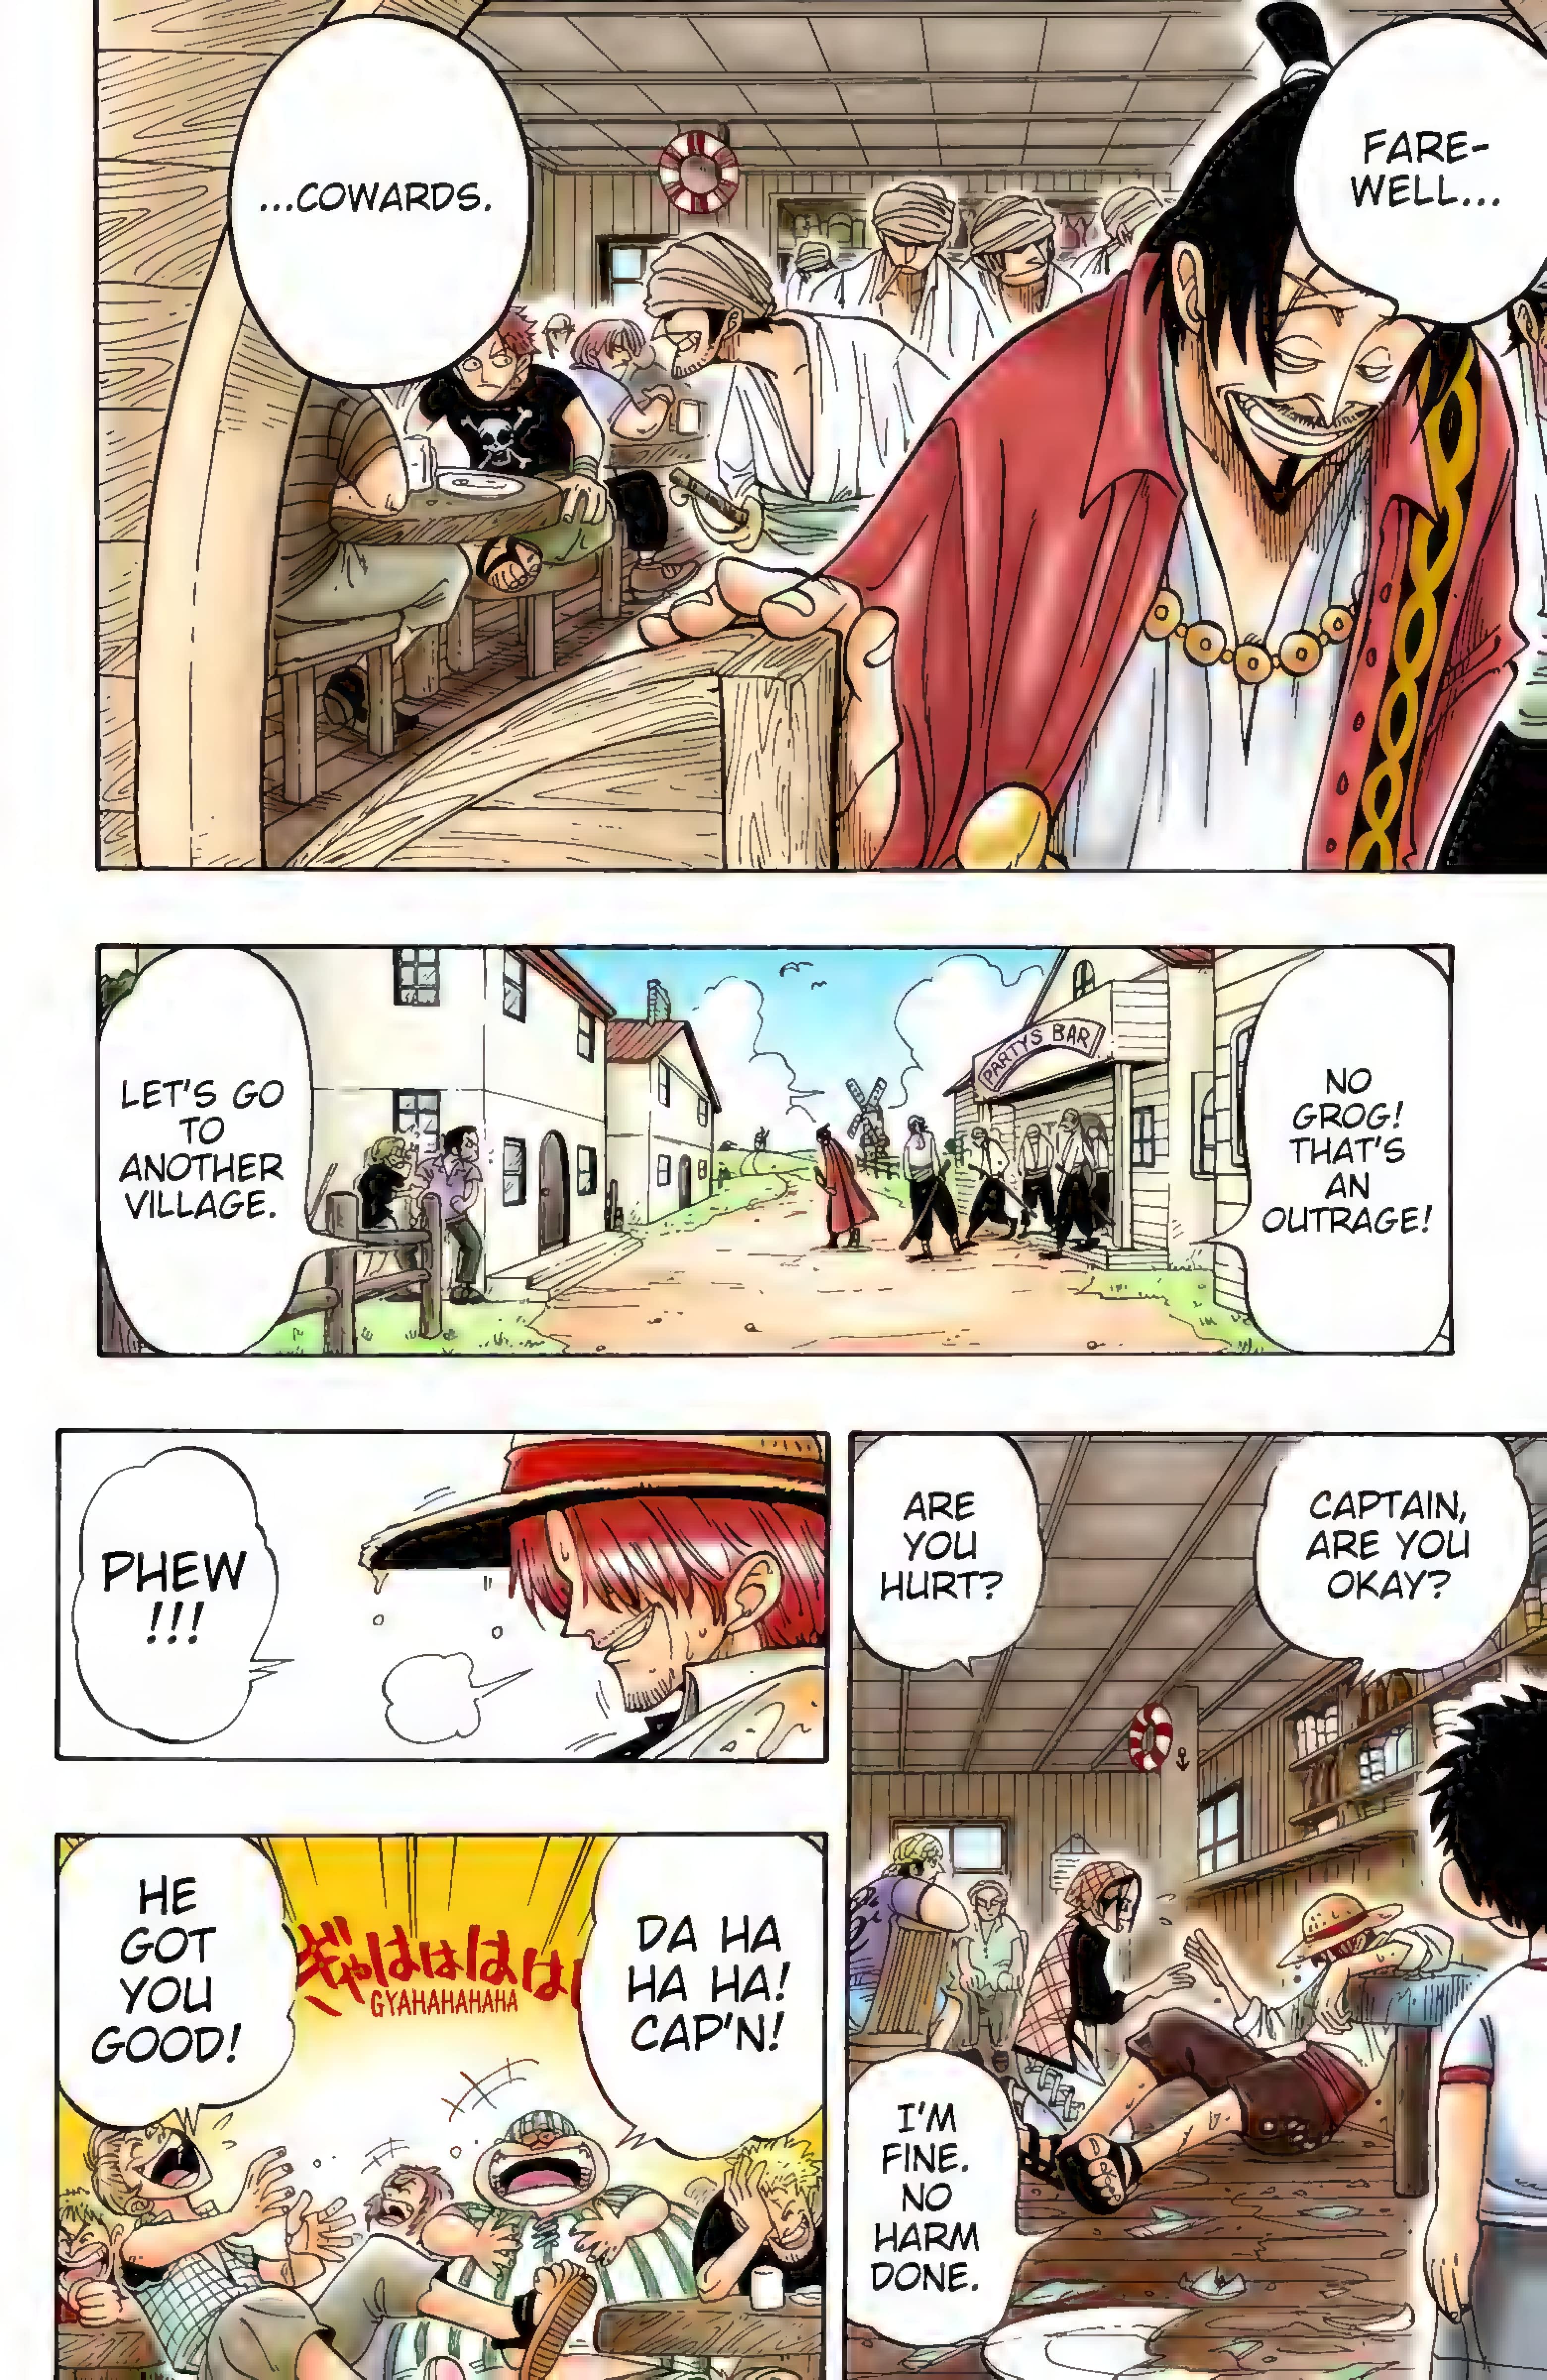 FARE-
WELL...
...COWARDS.
NO
GROG!
THAT'S
AN
OUTRAGE!
PARTYS BAR
LET'S GO
TO
ANOTHER
VILLAGE.
CAPTAIN,
ARE YOU
OKAY?
ARE
YOU
HURT?
I'M
FINE.
NO
HARM
DONE.
PHEW
!!!
DA HA
HA HA!
CAP'N!
ぎゃはははは
GYAHAHAHAHA
HE
GOT
YOU
GOOD!